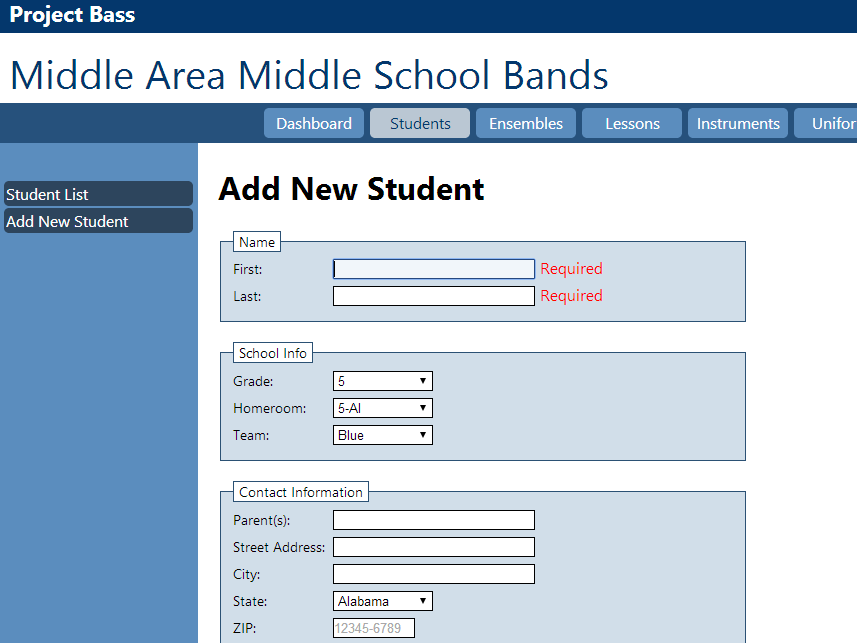 Project Bass
Middle Area Middle School Bands
Dashboard Students Ensembles Lessons Instruments Unifor
Student List
Add New Student
Add New Student
Name
First: Required
Last: Required
School Info
Grade: 5
Homeroom: 5-Al
Team: Blue
Contact Information
Parent(s):
Street Address:
City:
State: Alabama
ZIP: 12345-6789